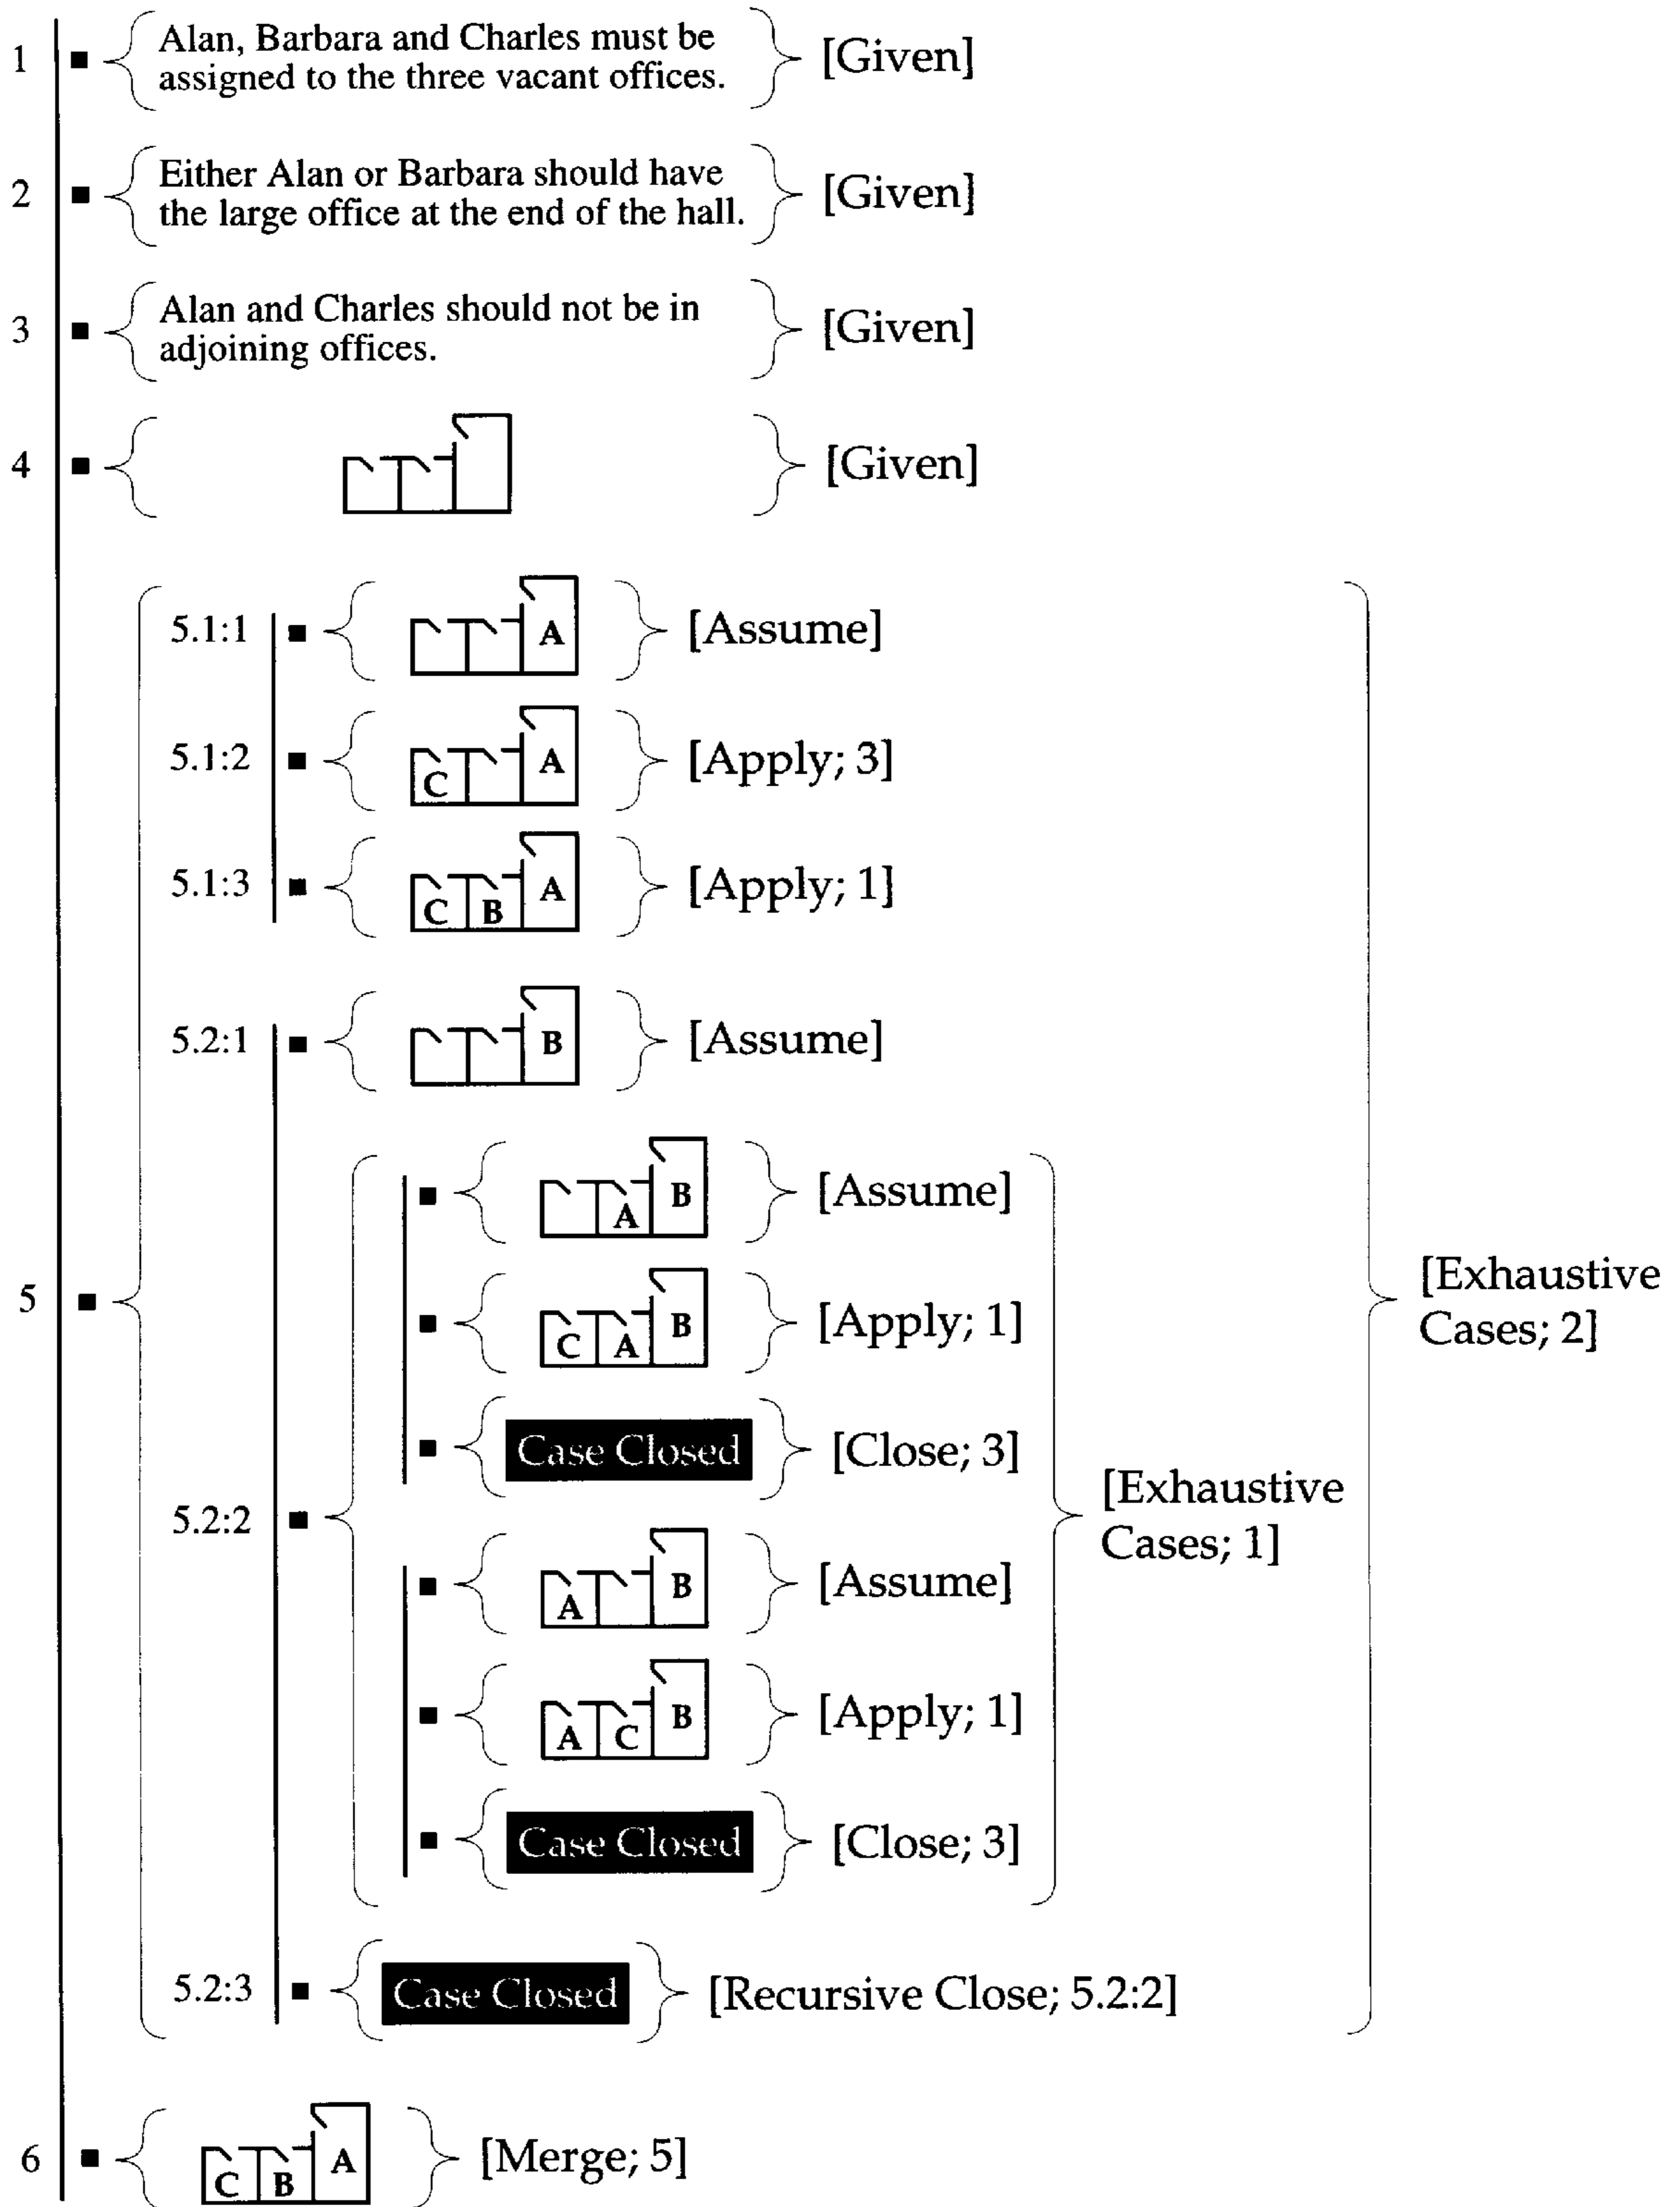 1 Alan, Barbara and Charles must be [Given]
assigned to the three vacant offices.
2 Either Alan or Barbara should have [Given]
the large office at the end of the hall.
3 Alan and Charles should not be in [Given]
adjoining offices.
4 [Given]
5.1:1 A [Assume]
5.1:2 C A [Apply; 3]
5.1:3 C B A [Apply; 1]
5.2:1 B [Assume]
A B [Assume]
5 [Exhaustive
Cases; 2]
C A B [Apply; 1]
Case Closed [Close; 3]
5.2:2 [Exhaustive
Cases; 1]
A B [Assume]
A C B [Apply; 1]
Case Closed [Close; 3]
5.2:3 Case Closed [Recursive Close; 5.2:2]
6 C B A [Merge; 5]